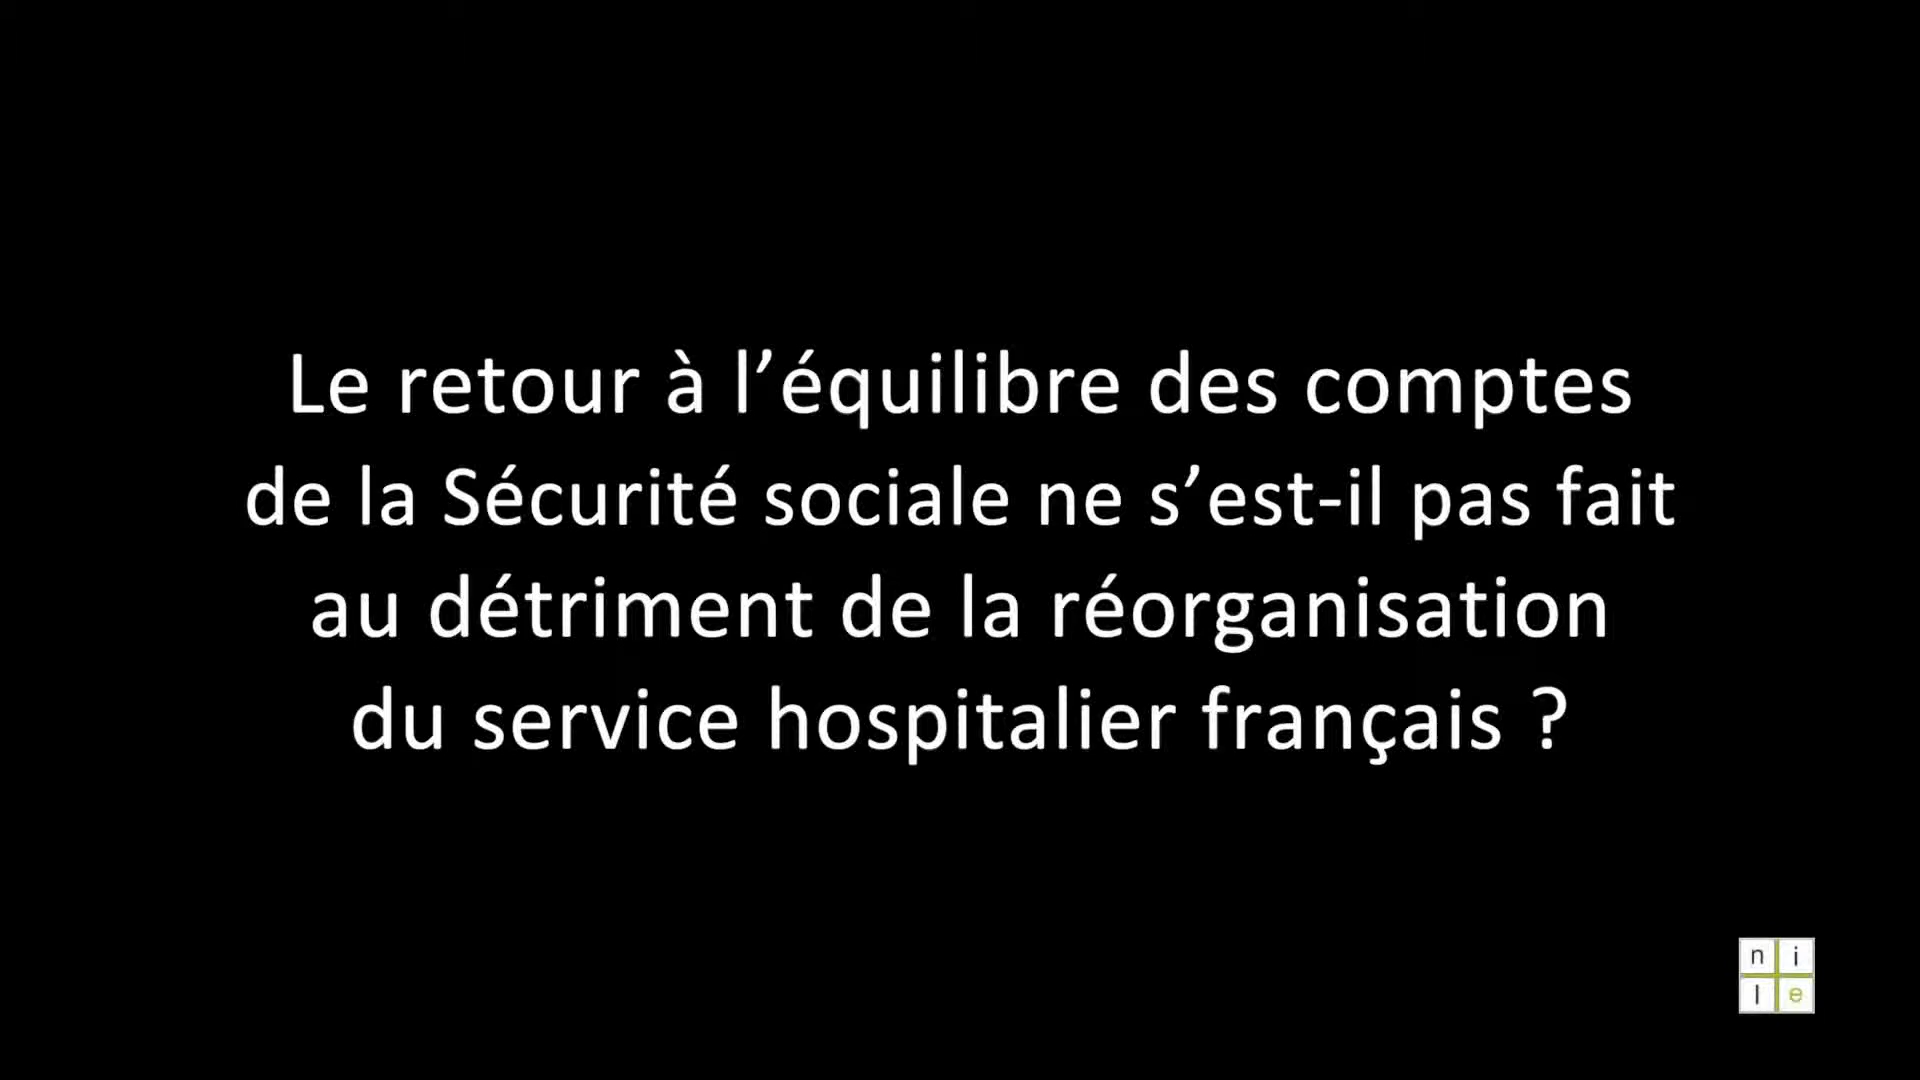 Le retour à l’équilibre des comptes
de la Sécurité sociale ne s’est-il pas fait
au détriment de la réorganisation
du service hospitalier français ?
n i
l e